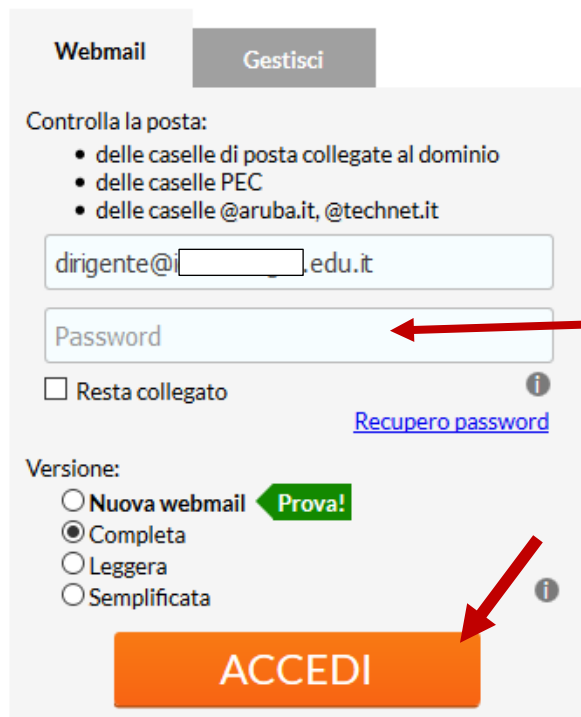 Webmail
Gestisci
Controlla la posta:
• delle caselle di posta collegate al dominio
• delle caselle PEC
• delle caselle @aruba.it, @technet.it
dirigente@i .edu.it
Password
Resta collegato
Recupero password
Versione:
Nuova webmail Prova!
Completa
Leggera
Semplificata
ACCEDI